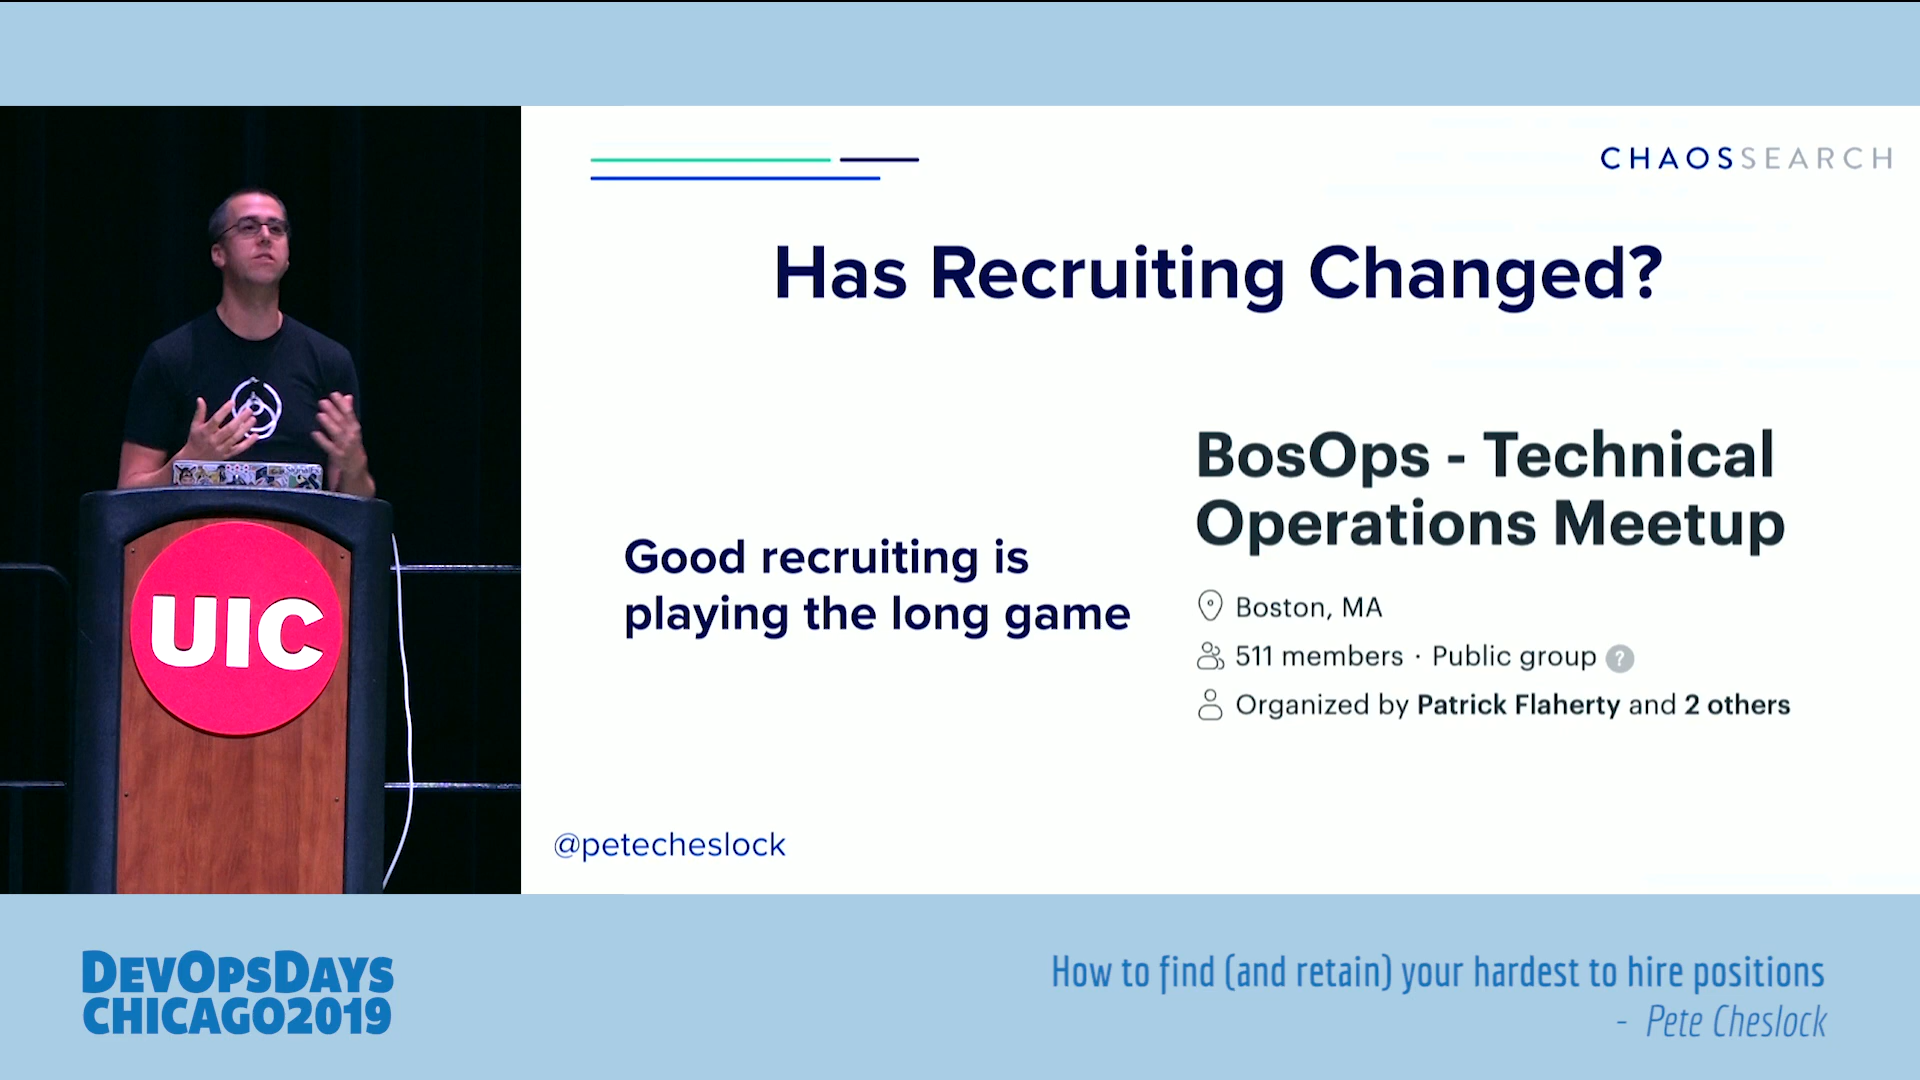 CHAOSSEARCH
Has Recruiting Changed?
BosOps - Technical
Operations Meetup
Good recruiting is
playing the long game
Boston, MA
511 members · Public group ?
Organized by Patrick Flaherty and 2 others
@petecheslock
UIC
DEVOPSDAYS
CHICAGO2019
How to find (and retain) your hardest to hire positions
- Pete Cheslock